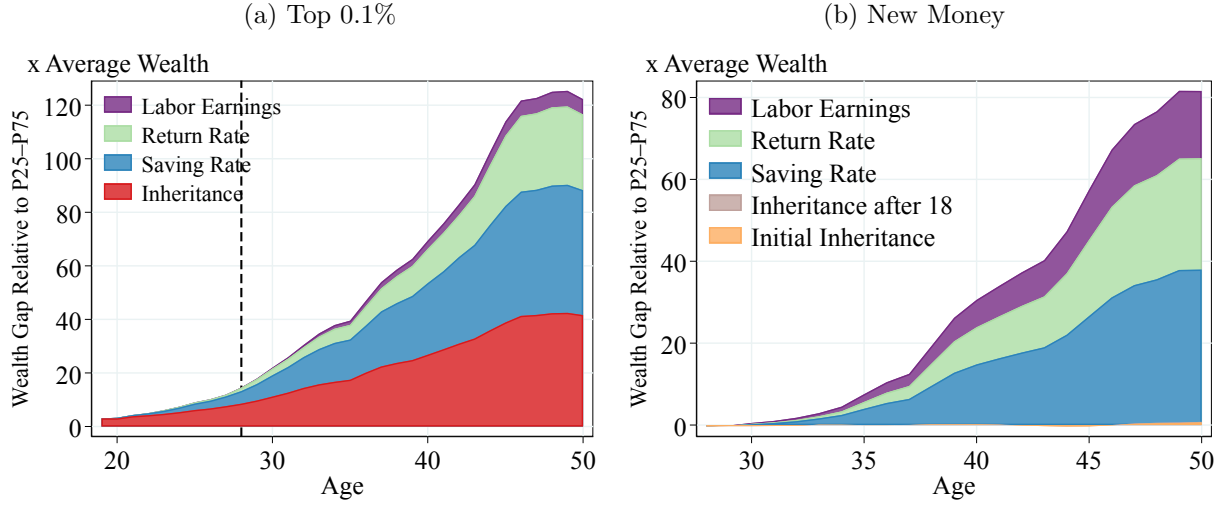 (a) Top 0.1%
x Average Wealth
Wealth Gap Relative to P25–P75
120
100
80
60
40
20
0
Labor Earnings
Return Rate
Saving Rate
Inheritance
20
30
40
50
Age
(b) New Money
x Average Wealth
Wealth Gap Relative to P25–P75
80
60
40
20
0
Labor Earnings
Return Rate
Saving Rate
Inheritance after 18
Initial Inheritance
30
35
40
45
50
Age